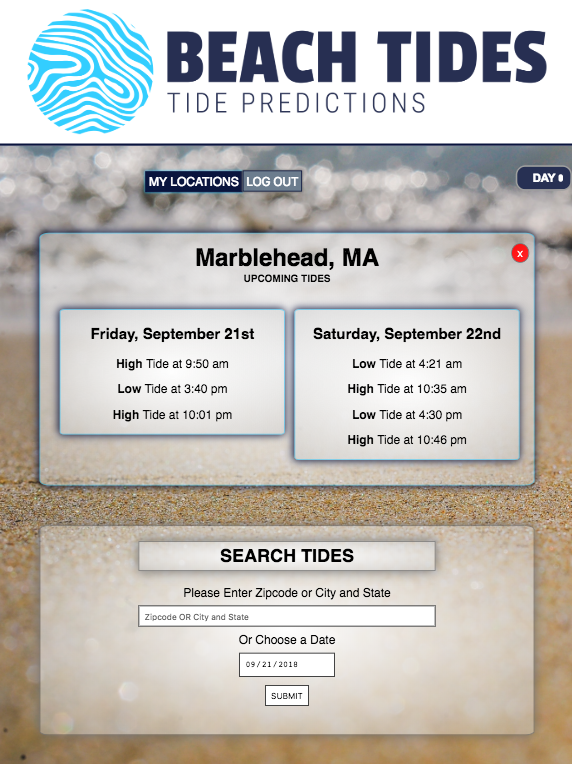 BEACH TIDES
TIDE PREDICTIONS
MY LOCATIONS LOG OUT
DAY
Marblehead, MA
x
UPCOMING TIDES
Friday, September 21st
High Tide at 9:50 am
Low Tide at 3:40 pm
High Tide at 10:01 pm
Saturday, September 22nd
Low Tide at 4:21 am
High Tide at 10:35 am
Low Tide at 4:30 pm
High Tide at 10:46 pm
SEARCH TIDES
Please Enter Zipcode or City and State
Zipcode OR City and State
Or Choose a Date
09/21/2018
SUBMIT